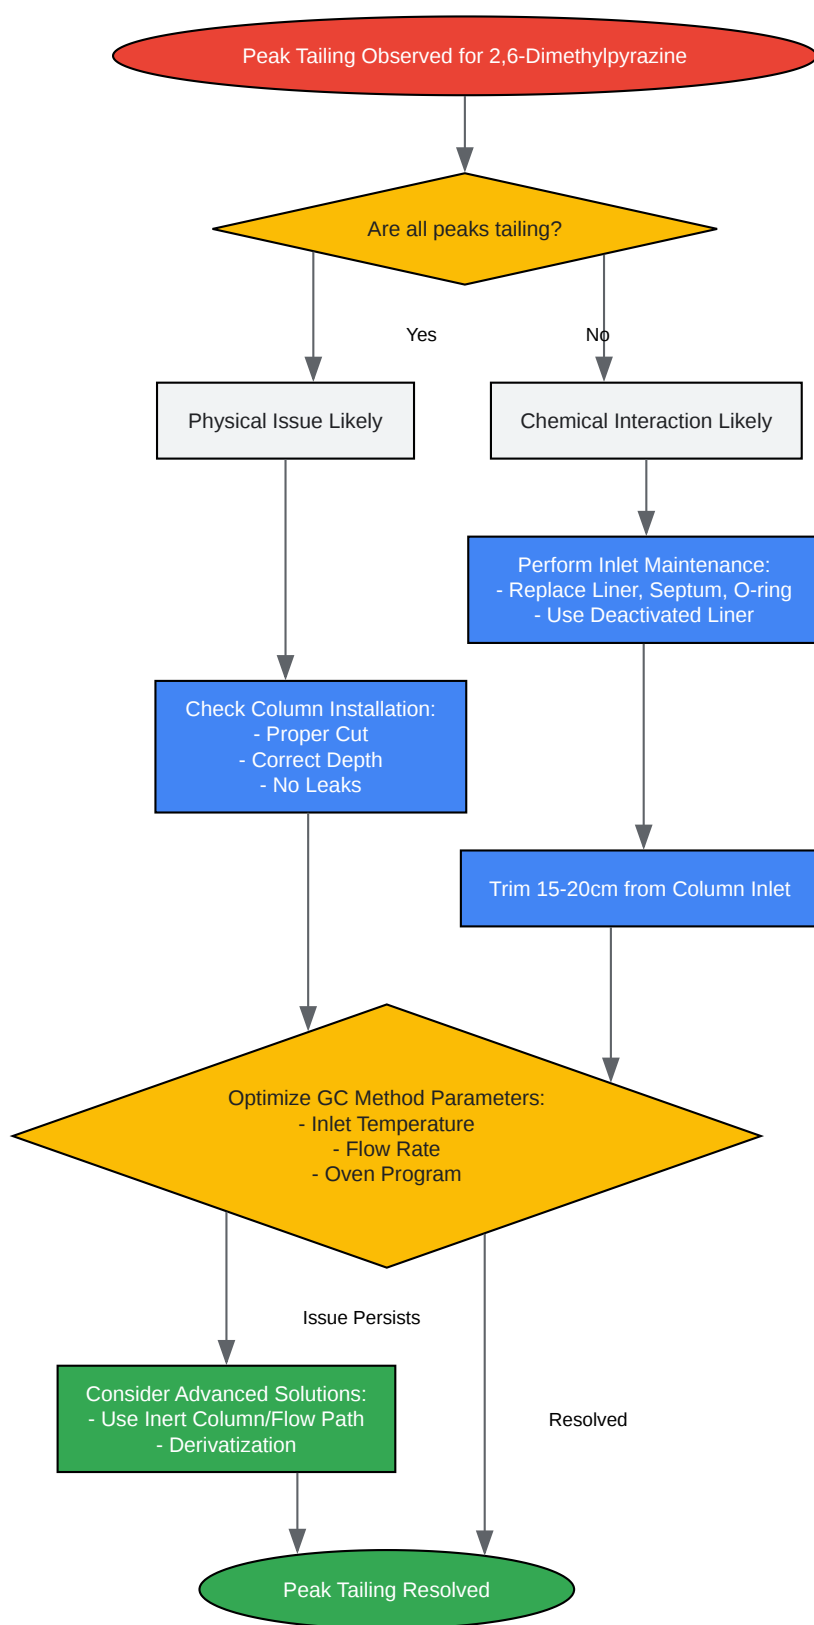 Peak Tailing Observed for 2,6-Dimethylpyrazine
Are all peaks tailing?
Yes
No
Physical Issue Likely
Chemical Interaction Likely
Perform Inlet Maintenance:
- Replace Liner, Septum, O-ring
- Use Deactivated Liner
Check Column Installation:
- Proper Cut
- Correct Depth
- No Leaks
Trim 15-20cm from Column Inlet
Optimize GC Method Parameters:
- Inlet Temperature
- Flow Rate
- Oven Program
Issue Persists
Consider Advanced Solutions:
- Use Inert Column/Flow Path
- Derivatization
Resolved
Peak Tailing Resolved